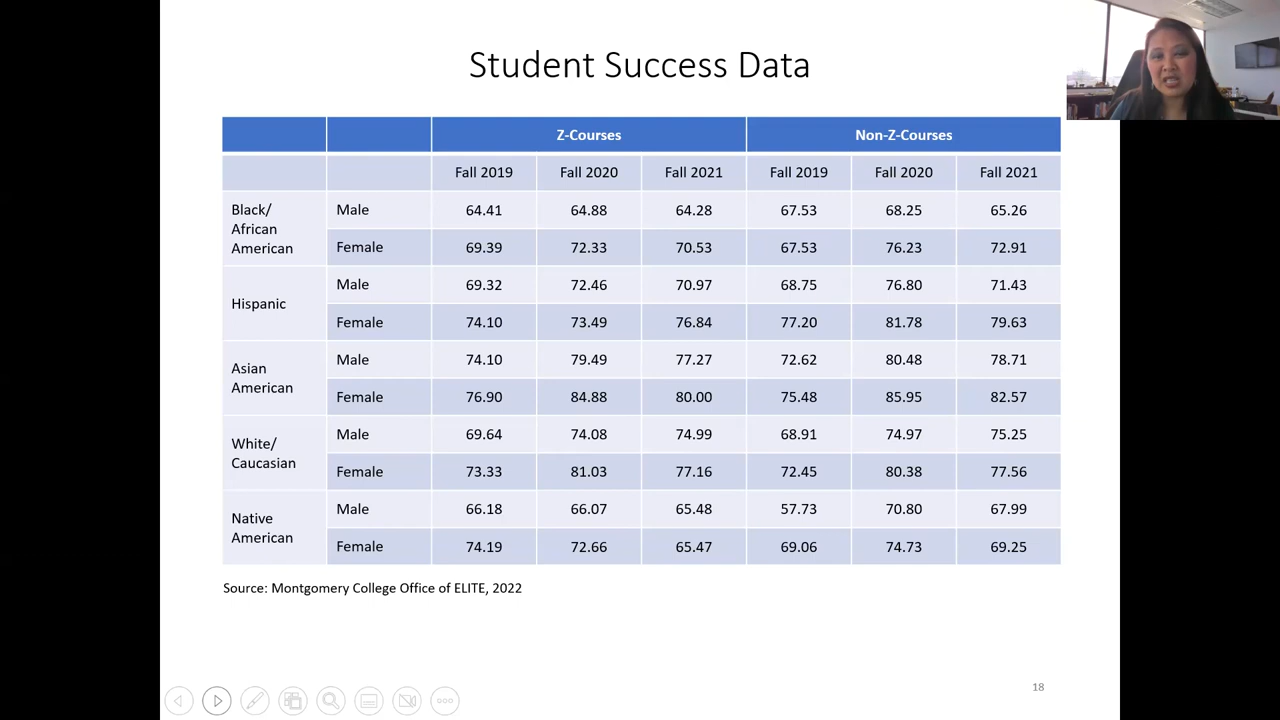 Student Success Data
Z-Courses Non-Z-Courses
Fall 2019 Fall 2020 Fall 2021 Fall 2019 Fall 2020 Fall 2021
Black/
African
American
Male 64.41 64.88 64.28 67.53 68.25 65.26
Female 69.39 72.33 70.53 67.53 76.23 72.91
Hispanic
Male 69.32 72.46 70.97 68.75 76.80 71.43
Female 74.10 73.49 76.84 77.20 81.78 79.63
Asian
American
Male 74.10 79.49 77.27 72.62 80.48 78.71
Female 76.90 84.88 80.00 75.48 85.95 82.57
White/
Caucasian
Male 69.64 74.08 74.99 68.91 74.97 75.25
Female 73.33 81.03 77.16 72.45 80.38 77.56
Native
American
Male 66.18 66.07 65.48 57.73 70.80 67.99
Female 74.19 72.66 65.47 69.06 74.73 69.25
Source: Montgomery College Office of ELITE, 2022
18